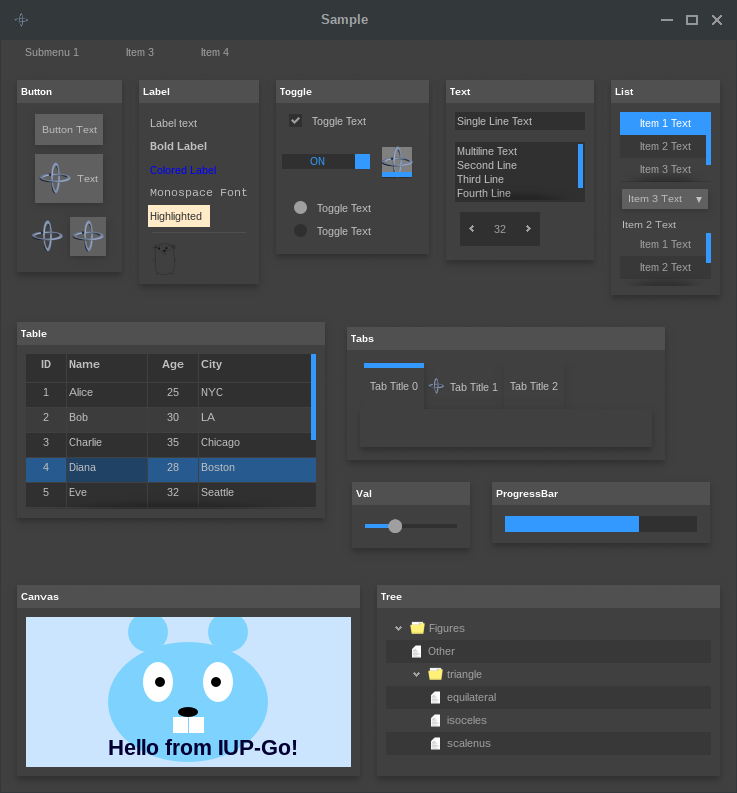 Sample
Submenu 1 Item 3 Item 4
Button
Button Text
Text
Label
Label text
Bold Label
Colored Label
Monospace Font
Highlighted
Toggle
Toggle Text
ON
Toggle Text
Toggle Text
Text
Single Line Text
Multiline Text
Second Line
Third Line
Fourth Line
32
List
Item 1 Text
Item 2 Text
Item 3 Text
Item 3 Text
Item 2 Text
Item 1 Text
Item 2 Text
Table
ID Name Age City
1 Alice 25 NYC
2 Bob 30 LA
3 Charlie 35 Chicago
4 Diana 28 Boston
5 Eve 32 Seattle
Tabs
Tab Title 0 Tab Title 1 Tab Title 2
Val
ProgressBar
Canvas
Hello from IUP-Go!
Tree
Figures
Other
triangle
equilateral
isoceles
scalenus